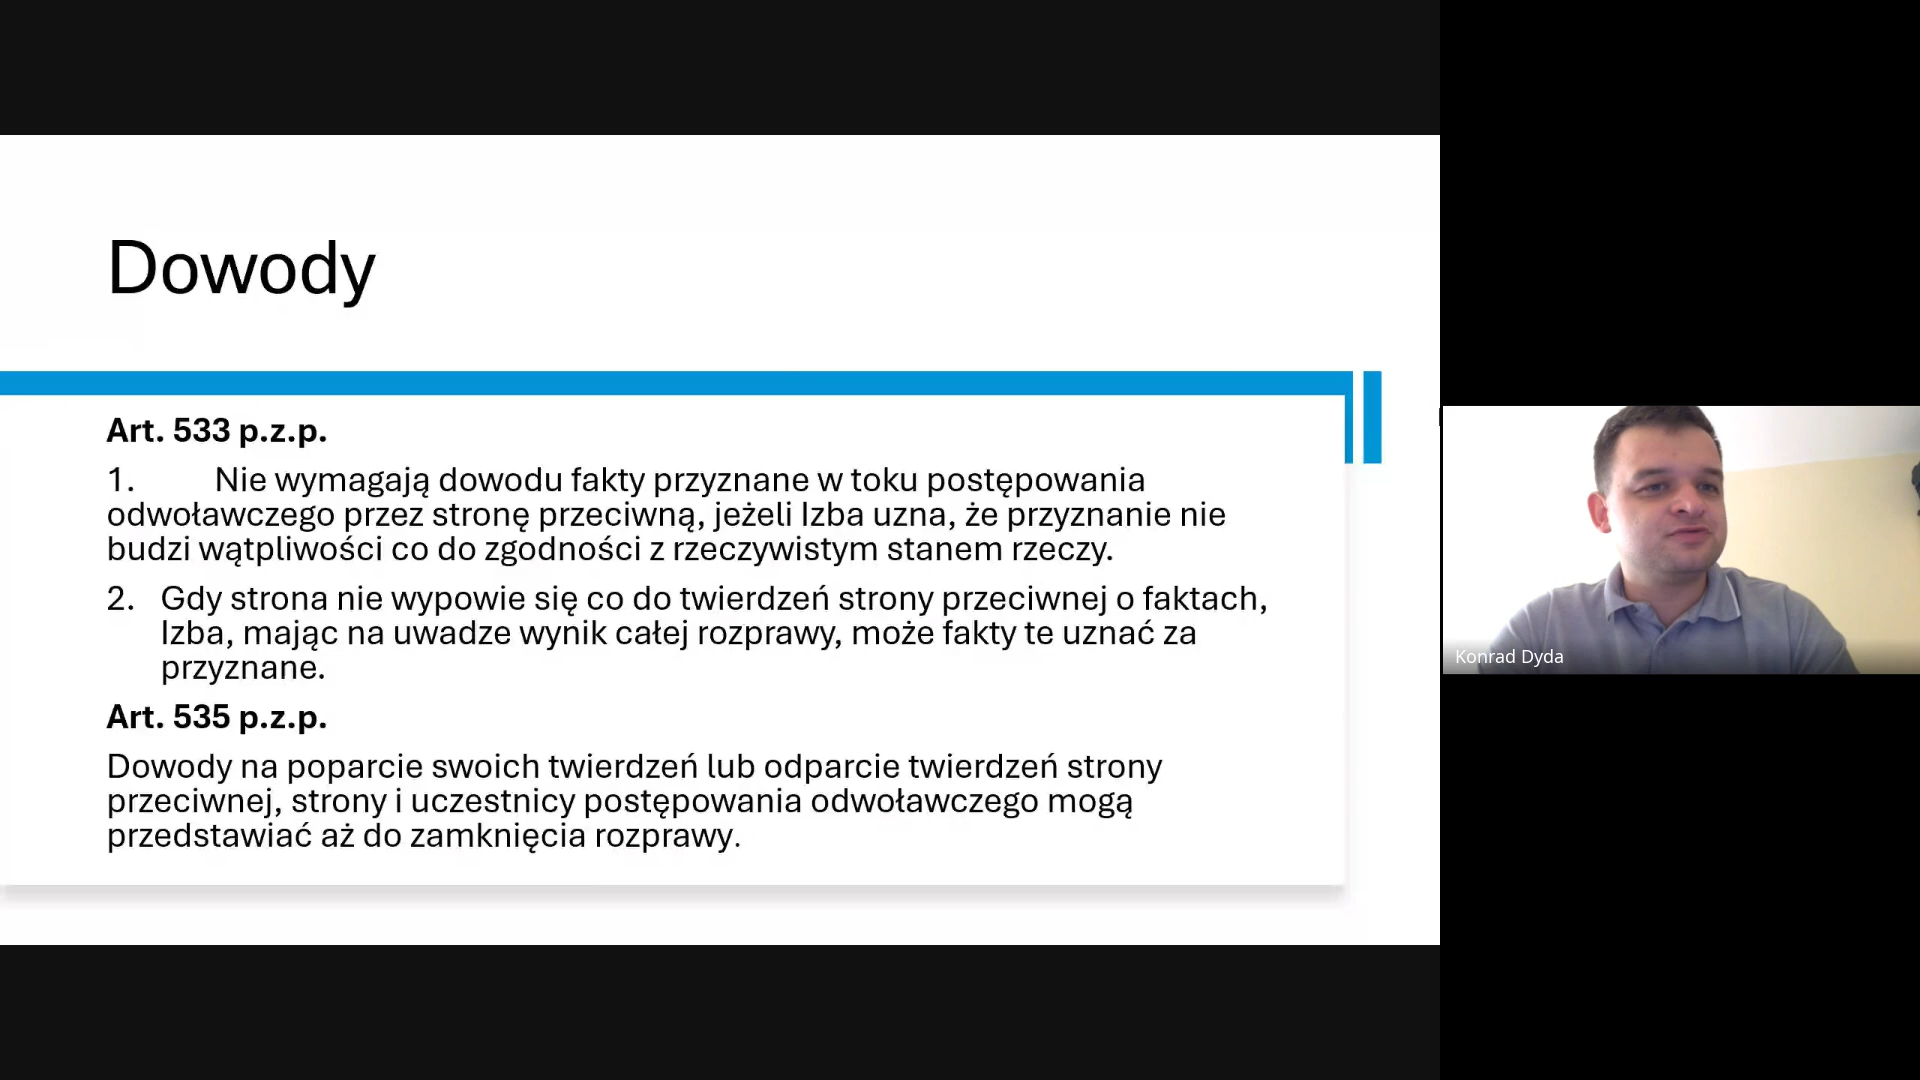 Dowody
Art. 533 p.z.p.
1. Nie wymagają dowodu fakty przyznane w toku postępowania
odwoławczego przez stronę przeciwną, jeżeli Izba uzna, że przyznanie nie
budzi wątpliwości co do zgodności z rzeczywistym stanem rzeczy.
2. Gdy strona nie wypowie się co do twierdzeń strony przeciwnej o faktach,
Izba, mając na uwadze wynik całej rozprawy, może fakty te uznać za
przyznane.
Art. 535 p.z.p.
Dowody na poparcie swoich twierdzeń lub odparcie twierdzeń strony
przeciwnej, strony i uczestnicy postępowania odwoławczego mogą
przedstawiać aż do zamknięcia rozprawy.
Konrad Dyda